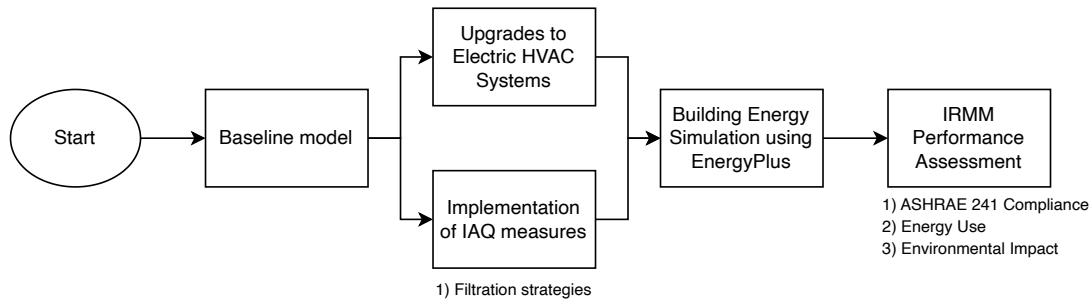 Start
Baseline model
Upgrades to
Electric HVAC
Systems
Implementation
of IAQ measures
1) Filtration strategies
Building Energy
Simulation using
EnergyPlus
IRMM
Performance
Assessment
1) ASHRAE 241 Compliance
2) Energy Use
3) Environmental Impact